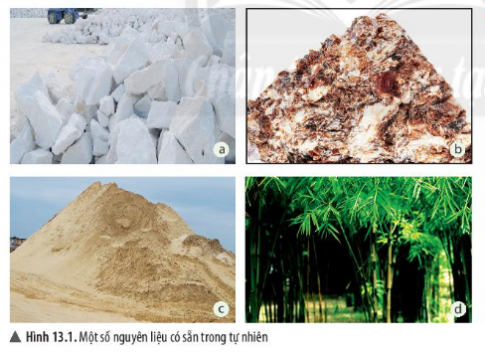 a
b
c
d
▲ Hình 13.1. Một số nguyên liệu có sẵn trong tự nhiên